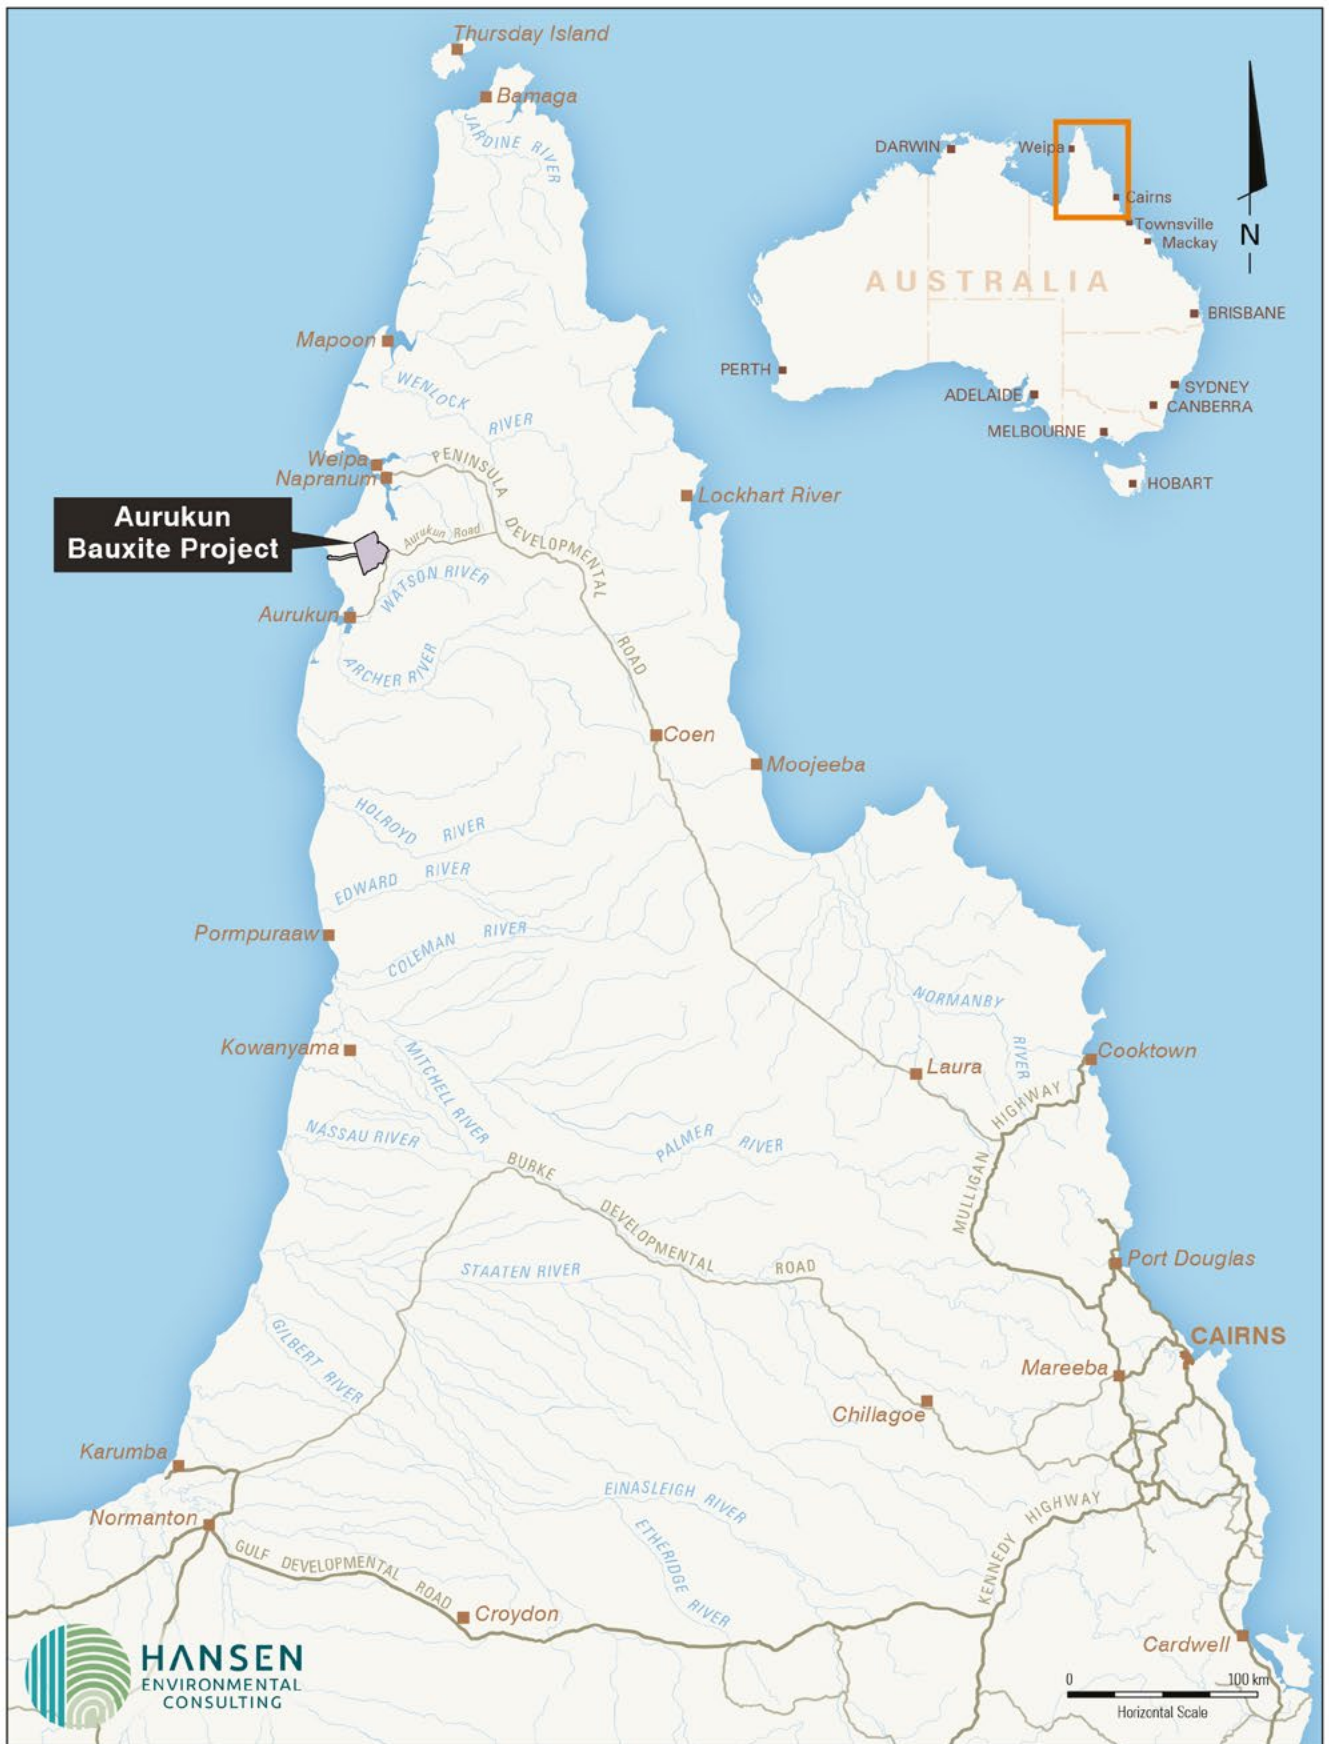 Thursday Island
Bamaga
JARDINE RIVER
DARWIN
Weipa
Cairns
Townsville
Mackay
N
AUSTRALIA
BRISBANE
PERTH
ADELAIDE
SYDNEY
CANBERRA
MELBOURNE
HOBART
Mapoon
WENLOCK RIVER
Weipa
Napranum
PENINSULA DEVELOPMENTAL ROAD
Lockhart River
Aurukun
Bauxite Project
Aurukun Road
WATSON RIVER
Aurukun
ARCHER RIVER
Coen
Moojeeba
HOLROYD RIVER
EDWARD RIVER
Pormpuraaw
COLEMAN RIVER
NORMANBY RIVER
Kowanyama
MITCHELL RIVER
Cooktown
Laura
MULLIGAN HIGHWAY
NASSAU RIVER
PALMER RIVER
BURKE DEVELOPMENTAL ROAD
STAATEN RIVER
Port Douglas
GILBERT RIVER
CAIRNS
Mareeba
Chillagoe
Karumba
EINASLEIGH RIVER
Normanton
ETHERIDGE RIVER
KENNEDY HIGHWAY
GULF DEVELOPMENTAL ROAD
Croydon
Cardwell
HANSEN
ENVIRONMENTAL
CONSULTING
0 100 km
Horizontal Scale